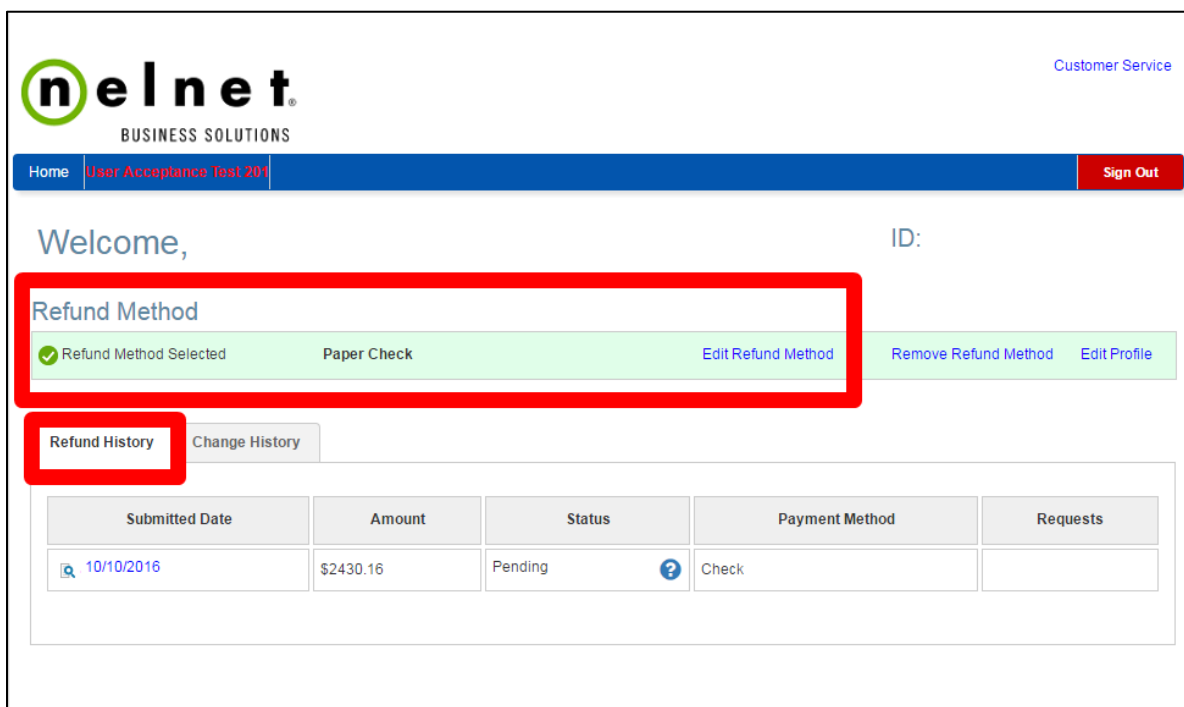 Customer Service
nelnet®
BUSINESS SOLUTIONS
Home User Acceptance Test 201 Sign Out
Welcome, ID:
Refund Method
Refund Method Selected Paper Check Edit Refund Method Remove Refund Method Edit Profile
Refund History Change History
Submitted Date Amount Status Payment Method Requests
10/10/2016 $2430.16 Pending ? Check